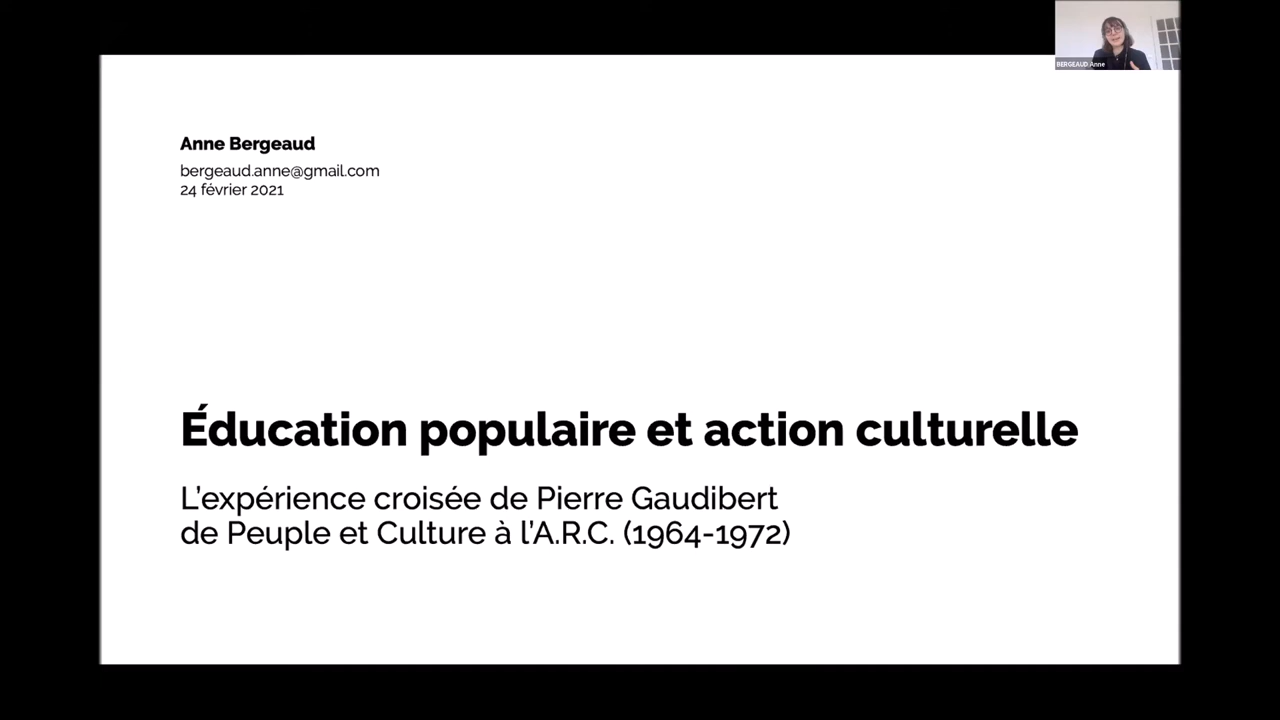 BERGEAUD Anne
Anne Bergeaud
bergeaud.anne@gmail.com
24 février 2021
Éducation populaire et action culturelle
L'expérience croisée de Pierre Gaudibert
de Peuple et Culture à l'A.R.C. (1964-1972)